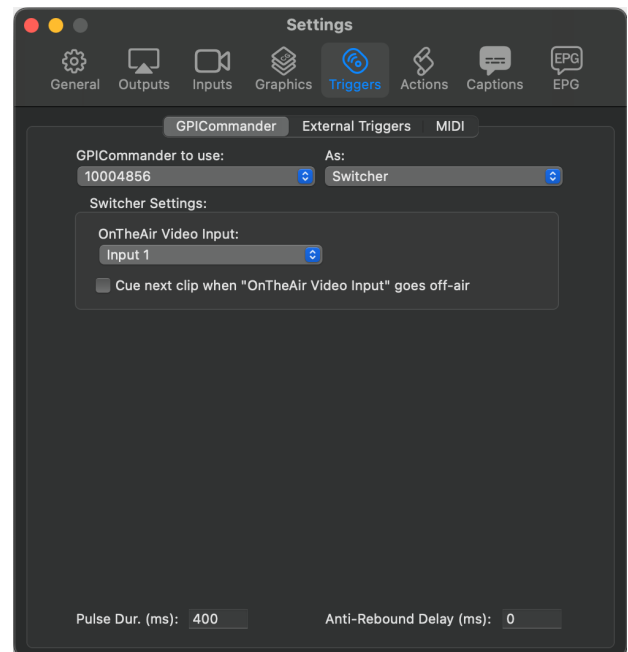 Settings
General Outputs Inputs Graphics Triggers Actions Captions EPG
GPICommander External Triggers MIDI
GPICommander to use: As:
10004856 Switcher
Switcher Settings:
OnTheAir Video Input:
Input 1
Cue next clip when "OnTheAir Video Input" goes off-air
Pulse Dur. (ms): 400 Anti-Rebound Delay (ms): 0